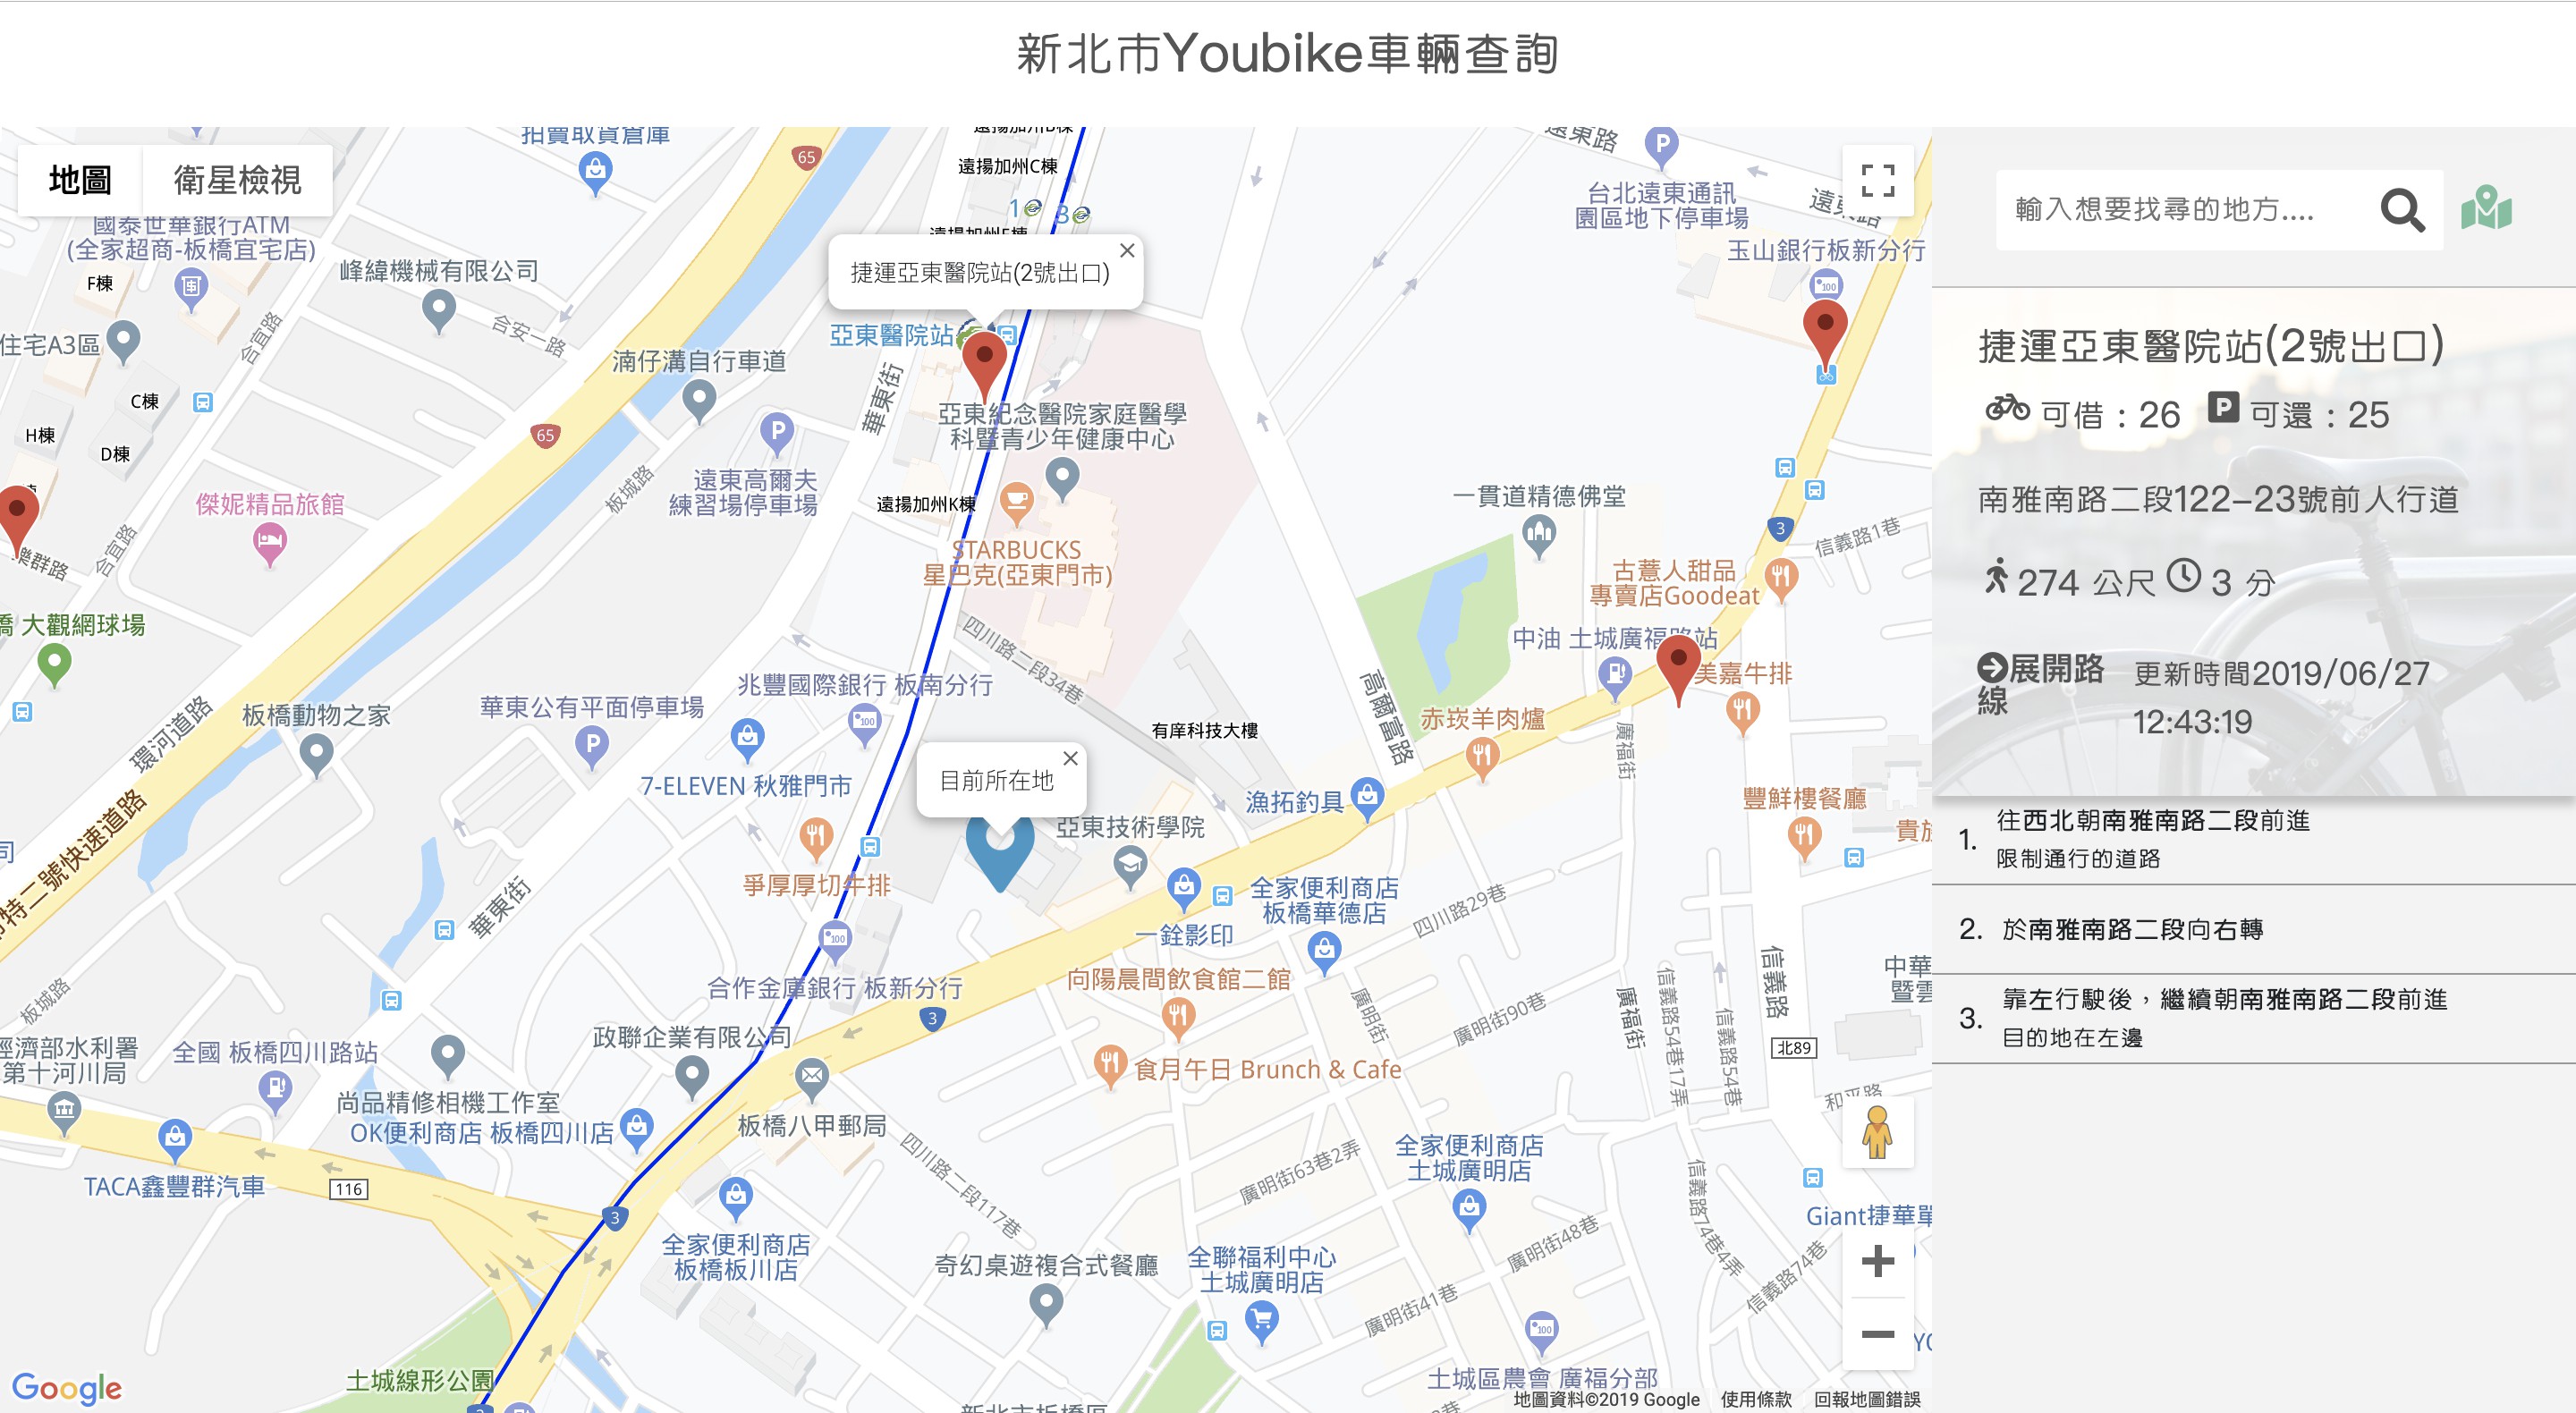 新北市Youbike車輛查詢
地圖
衛星檢視
拍賣取貨倉庫
65
遠揚加州C棟
1
3
國泰世華銀行ATM
(全家超商-板橋宜宅店)
F棟
峰緯機械有限公司
合宜路
合安一路
住宅A3區
捷運亞東醫院站(2號出口)
亞東醫院站
湳仔溝自行車道
華東街
C棟
H棟
D棟
65
遠東高爾夫
練習場停車場
板城路
亞東紀念醫院家庭醫學
科暨青少年健康中心
遠揚加州K棟
傑妮精品旅館
樂群路
合宜路
STARBUCKS
星巴克(亞東門市)
遠東路
台北遠東通訊
園區地下停車場
玉山銀行板新分行
一貫道精德佛堂
3
信義路1巷
古薏人甜品
專賣店Goodeat
中油 土城廣福路站
美嘉牛排
大觀網球場
四川路二段34巷
兆豐國際銀行 板南分行
華東公有平面停車場
板橋動物之家
環河道路
7-ELEVEN 秋雅門市
有庠科技大樓
高爾富路
赤崁羊肉爐
廣福街
目前所在地
亞東技術學院
漁拓釣具
豐鮮樓餐廳
爭厚厚切牛排
特二號快速道路
華東街
一銓影印
全家便利商店
板橋華德店
四川路29巷
合作金庫銀行 板新分行
3
向陽晨間飲食館二館
廣明街
廣明街90巷
廣福街
信義路54巷17弄
信義路54巷
信義路
北89
和平路
板城路
政聯企業有限公司
食月午日 Brunch & Cafe
經濟部水利署
第十河川局
全國 板橋四川路站
尚品精修相機工作室
OK便利商店 板橋四川店
板橋八甲郵局
四川路二段117巷
TACA鑫豐群汽車
116
3
全家便利商店
板橋板川店
奇幻桌遊複合式餐廳
全家便利商店
土城廣明店
廣明街63巷2弄
廣明街48巷
廣明街41巷
信義路74巷4弄
信義路74巷
Giant捷華單
全聯福利中心
土城廣明店
土城區農會 廣福分部
土城線形公園
Google
地圖資料©2019 Google
使用條款
回報地圖錯誤
輸入想要找尋的地方....
捷運亞東醫院站(2號出口)
可借：26 P 可還：25
南雅南路二段122-23號前人行道
274 公尺 3 分
展開路
線
更新時間2019/06/27
12:43:19
1. 往西北朝南雅南路二段前進
限制通行的道路
2. 於南雅南路二段向右轉
3. 靠左行駛後，繼續朝南雅南路二段前進
目的地在左邊